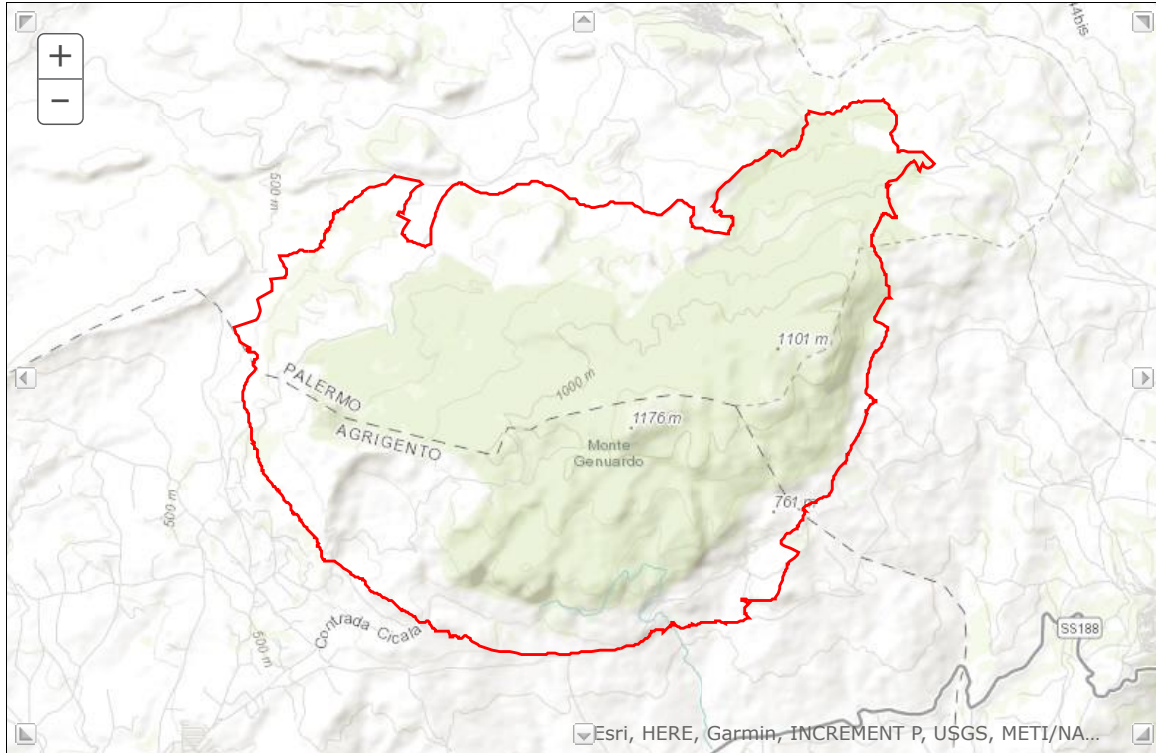 +
−
44bis
500 m
1101 m
PALERMO
1000 m
1176 m
AGRIGENTO
Monte
Genuardo
500 m
761 m
Contrada Cicala
SS188
500 m
Esri, HERE, Garmin, INCREMENT P, USGS, METI/NA...